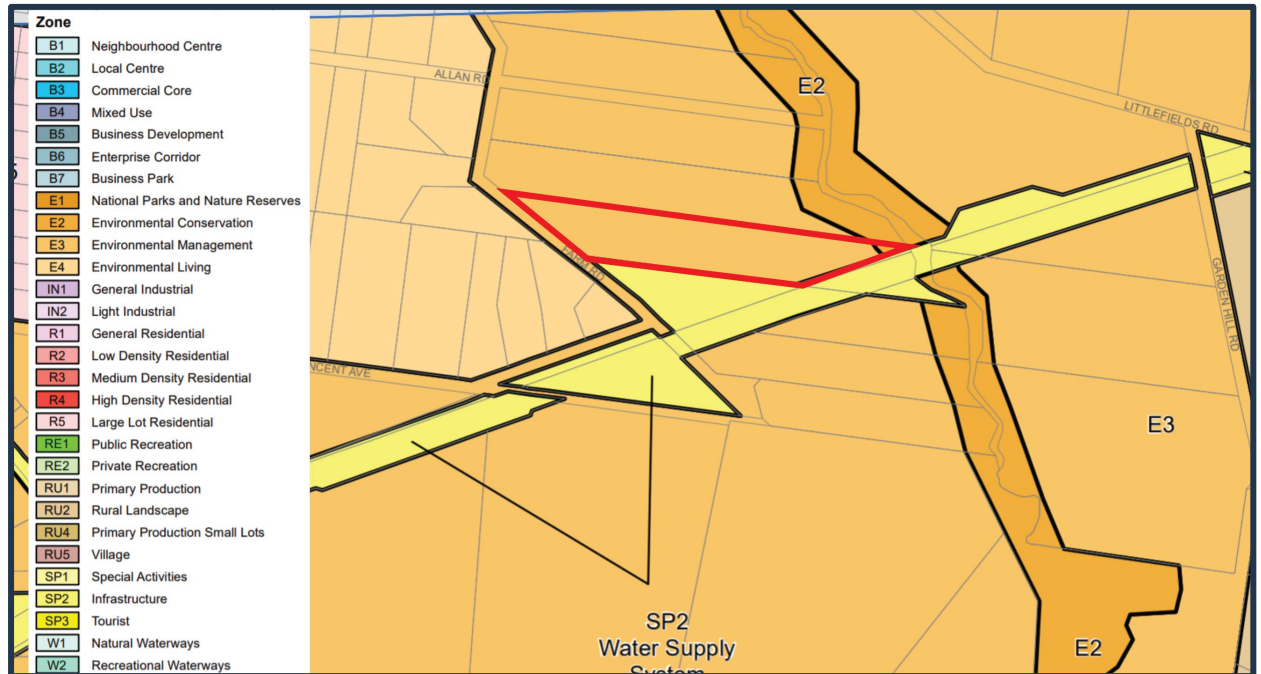 Zone
B1 Neighbourhood Centre
B2 Local Centre
B3 Commercial Core
B4 Mixed Use
B5 Business Development
B6 Enterprise Corridor
B7 Business Park
E1 National Parks and Nature Reserves
E2 Environmental Conservation
E3 Environmental Management
E4 Environmental Living
IN1 General Industrial
IN2 Light Industrial
R1 General Residential
R2 Low Density Residential
R3 Medium Density Residential
R4 High Density Residential
R5 Large Lot Residential
RE1 Public Recreation
RE2 Private Recreation
RU1 Primary Production
RU2 Rural Landscape
RU4 Primary Production Small Lots
RU5 Village
SP1 Special Activities
SP2 Infrastructure
SP3 Tourist
W1 Natural Waterways
W2 Recreational Waterways
ALLAN RD
E2
LITTLEFIELDS RD
FARM RD
GARDEN HILL RD
NCENT AVE
E3
SP2
Water Supply
System
E2